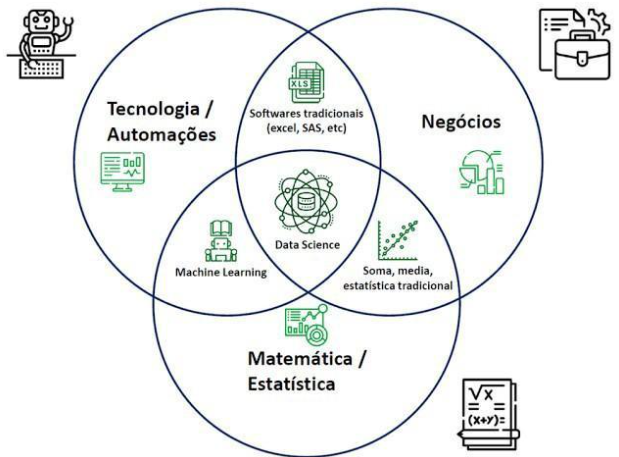 Tecnologia /
Automações
XLS
Softwares tradicionais
(excel, SAS, etc)
Negócios
Data Science
Machine Learning
Soma, media,
estatística tradicional
Matemática /
Estatística
√x
=
(x+y)=